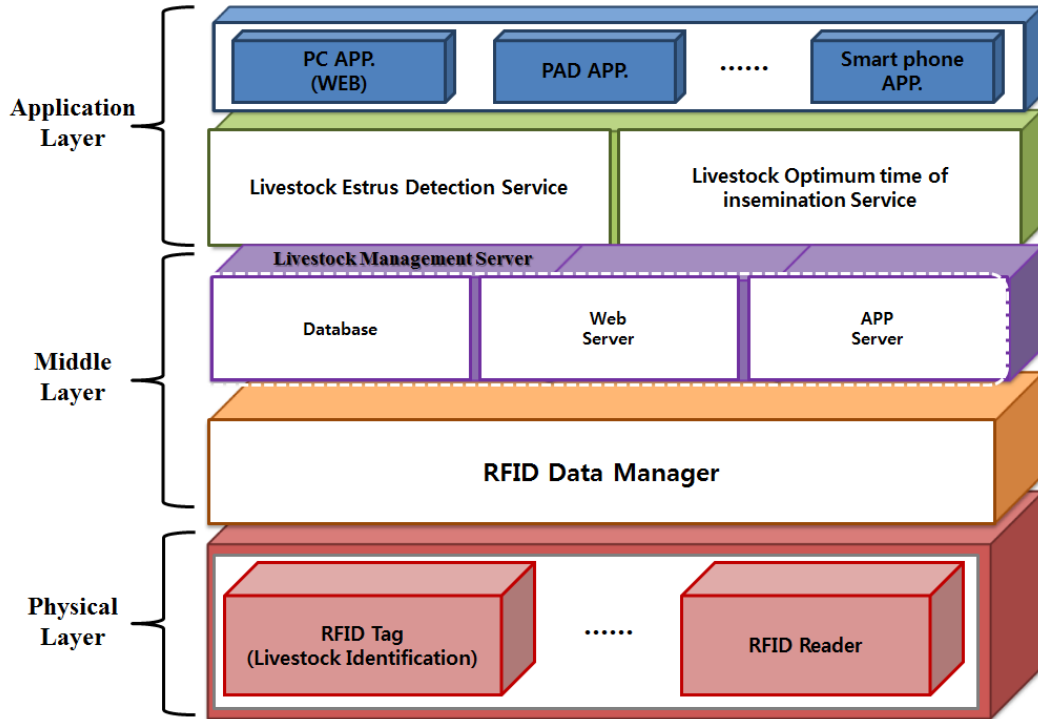 Application
Layer
PC APP.
(WEB)
PAD APP.
......
Smart phone
APP.
Livestock Estrus Detection Service
Livestock Optimum time of
insemination Service
Middle
Layer
Livestock Management Server
Database
Web
Server
APP
Server
RFID Data Manager
Physical
Layer
RFID Tag
(Livestock Identification)
......
RFID Reader